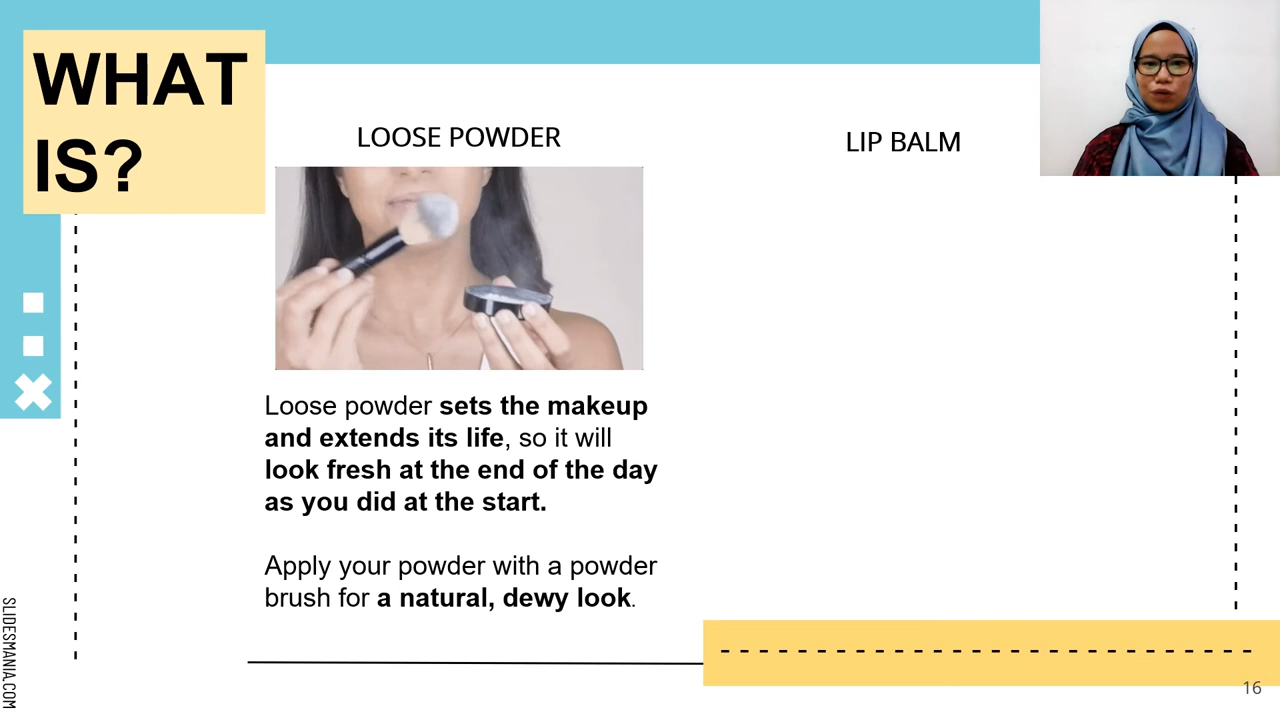 WHAT
IS?
LOOSE POWDER
LIP BALM
Loose powder sets the makeup
and extends its life, so it will
look fresh at the end of the day
as you did at the start.
Apply your powder with a powder
brush for a natural, dewy look.
SLIDESMANIA.COM
16